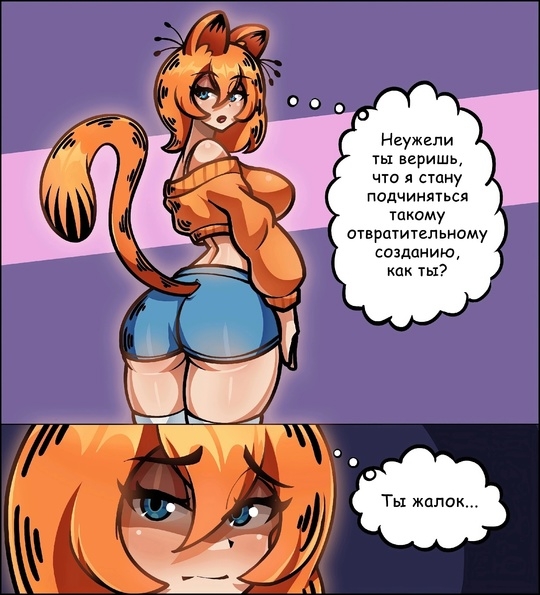 Неужели
ты веришь,
что я стану
подчиняться
такому
отвратительному
созданию,
как ты?
Ты жалок...